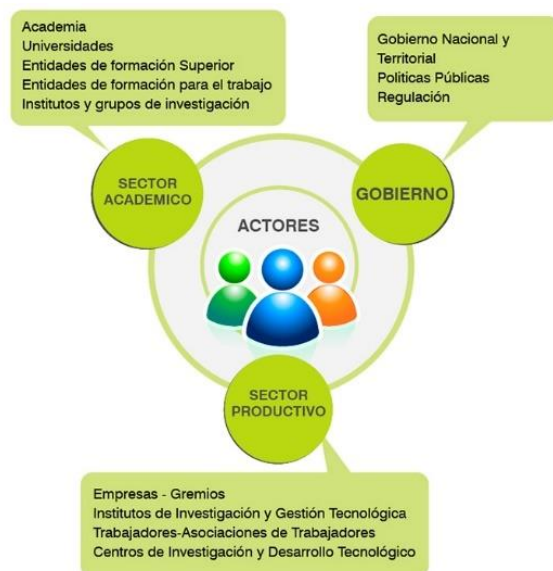 Academia
Universidades
Entidades de formación Superior
Entidades de formación para el trabajo
Institutos y grupos de investigación
Gobierno Nacional y
Territorial
Politicas Públicas
Regulación
SECTOR
ACADEMICO
GOBIERNO
ACTORES
SECTOR
PRODUCTIVO
Empresas - Gremios
Institutos de Investigación y Gestión Tecnológica
Trabajadores-Asociaciones de Trabajadores
Centros de Investigación y Desarrollo Tecnológico